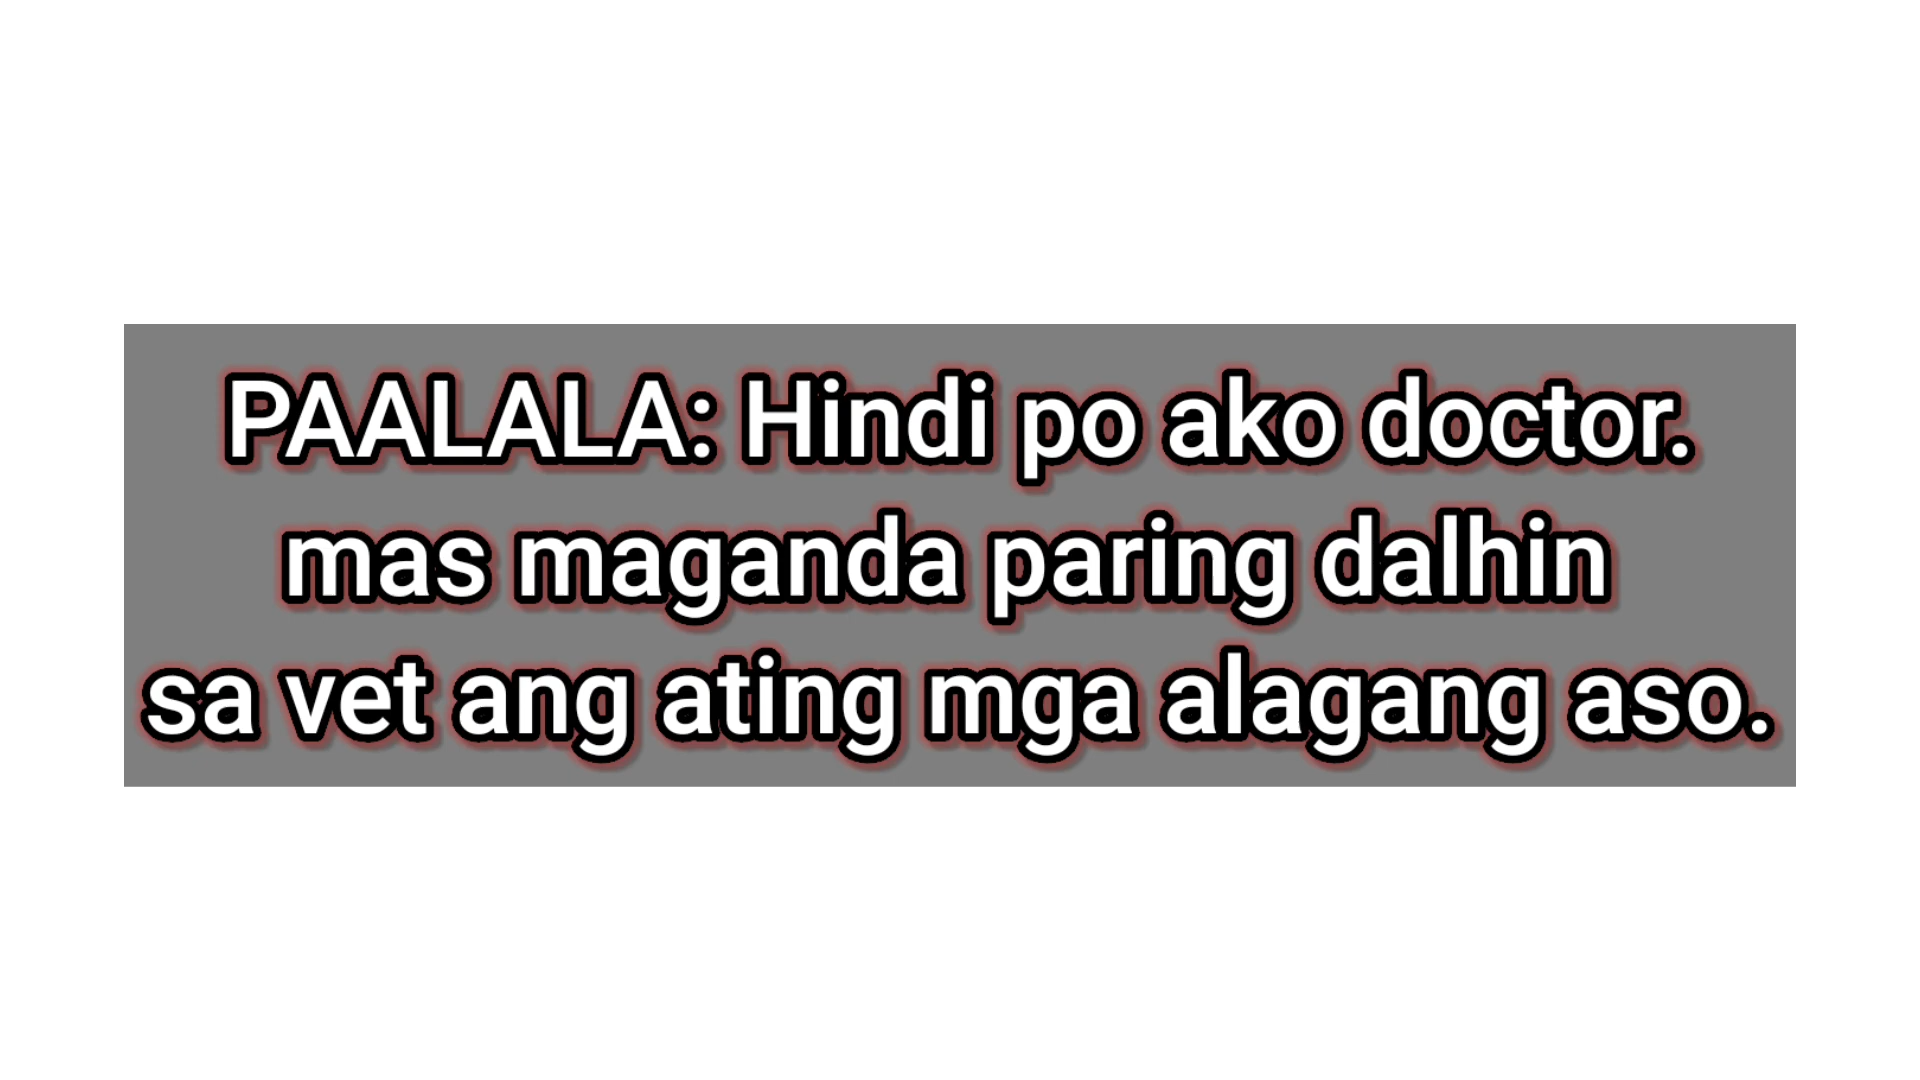 PAALALA: Hindi po ako doctor.
mas maganda paring dalhin
sa vet ang ating mga alagang aso.